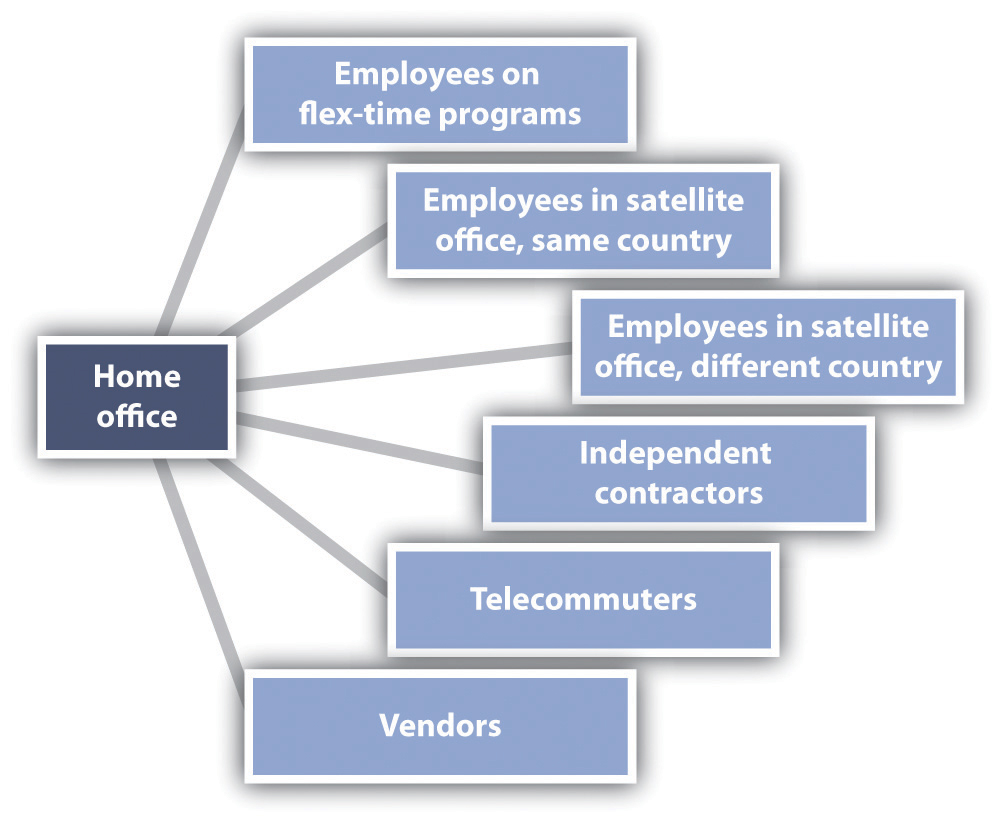 Employees on
flex-time programs
Employees in satellite
office, same country
Employees in satellite
office, different country
Home
office
Independent
contractors
Telecommuters
Vendors